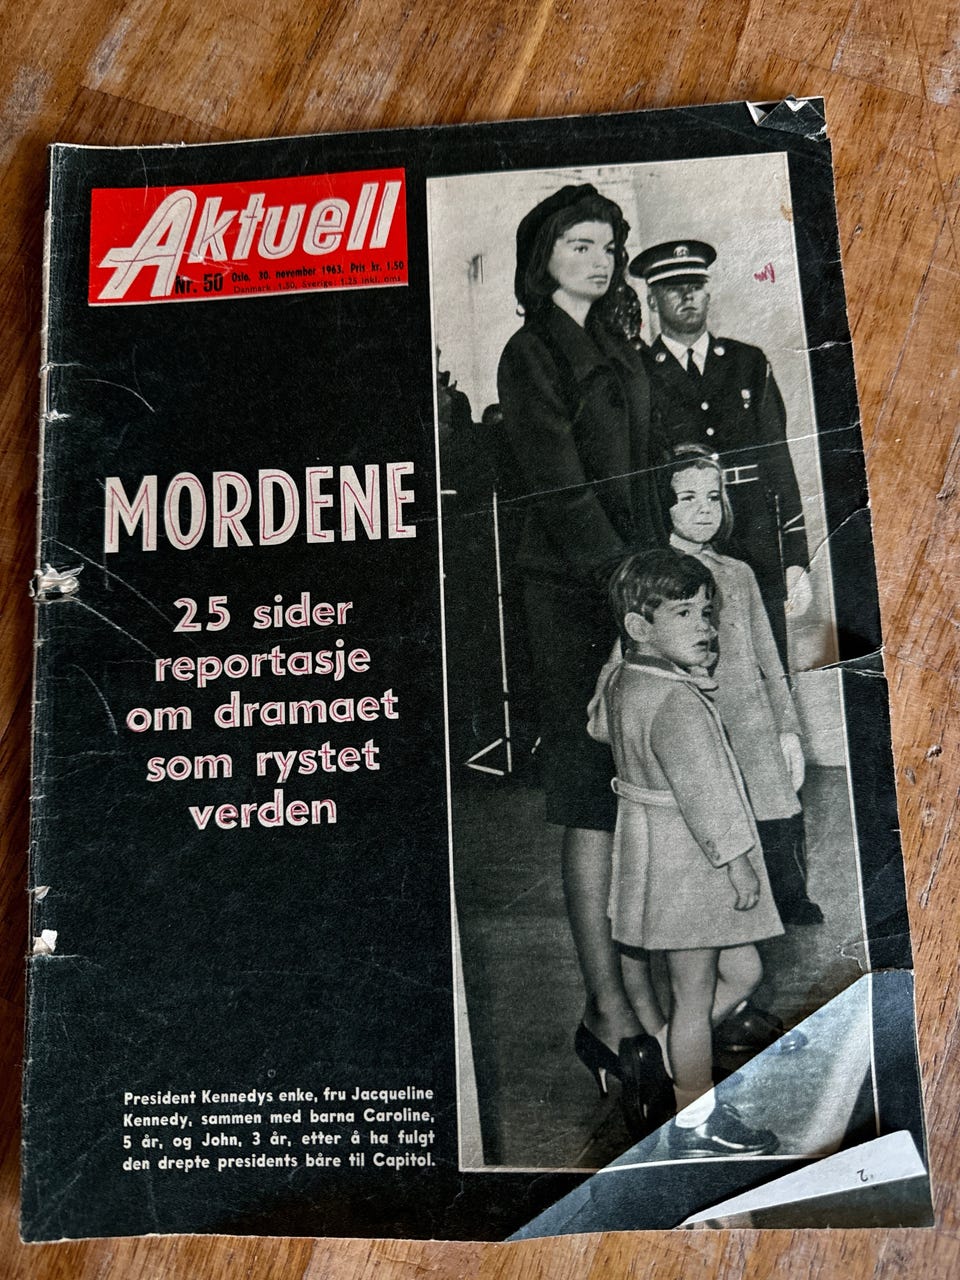 Aktuell
Nr. 50 Oslo. 30. november 1963. Pris kr. 1.50
Danmark 1.50, Sverige: 1.25 inkl. oms
MORDENE
25 sider
reportasje
om dramaet
som rystet
verden
President Kennedys enke, fru Jacqueline
Kennedy, sammen med barna Caroline,
5 år, og John, 3 år, etter å ha fulgt
den drepte presidents båre til Capitol.